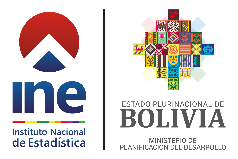 ine
Instituto Nacional
de Estadística
ESTADO PLURINACIONAL DE
BOLIVIA
MINISTERIO DE
PLANIFICACIÓN DEL DESARROLLO